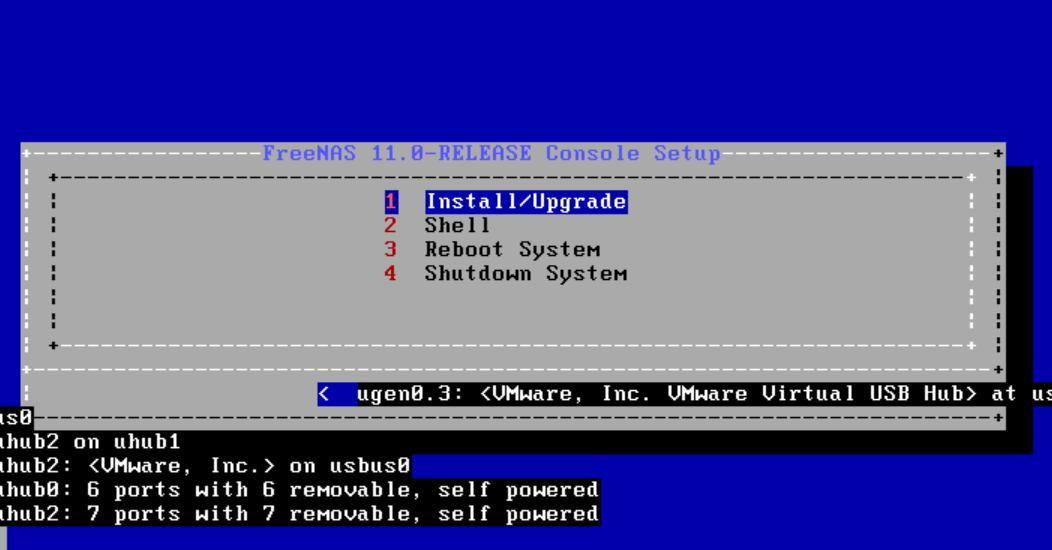 FreeNAS 11.0-RELEASE Console Setup
1 Install/Upgrade
2 Shell
3 Reboot System
4 Shutdown System
< ugen0.3: <VMware, Inc. VMware Virtual USB Hub> at us
us0
uhub2 on uhub1
uhub2: <VMware, Inc.> on usbus0
uhub0: 6 ports with 6 removable, self powered
uhub2: 7 ports with 7 removable, self powered